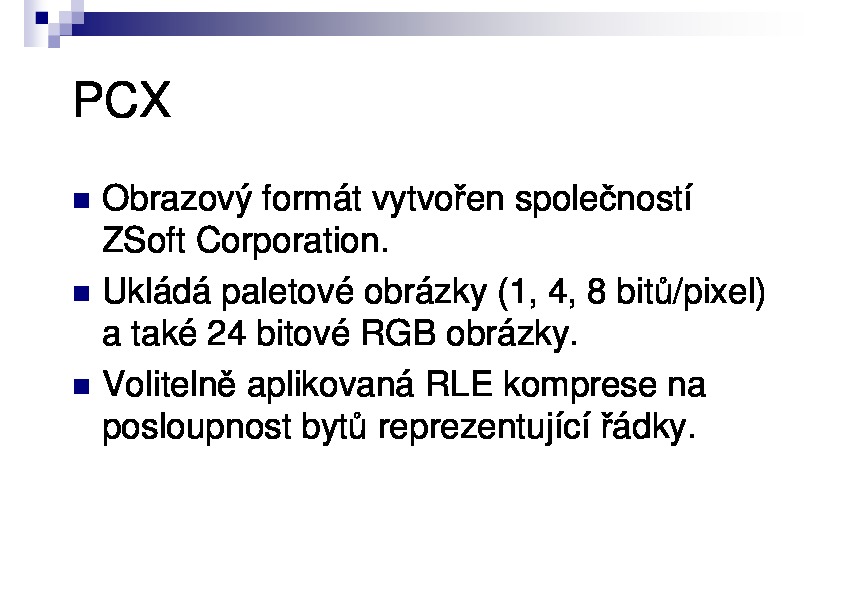 PCX
Obrazový formát vytvořen společností
ZSoft Corporation.
Ukládá paletové obrázky (1, 4, 8 bitů/pixel)
a také 24 bitové RGB obrázky.
Volitelně aplikovaná RLE komprese na
posloupnost bytů reprezentující řádky.